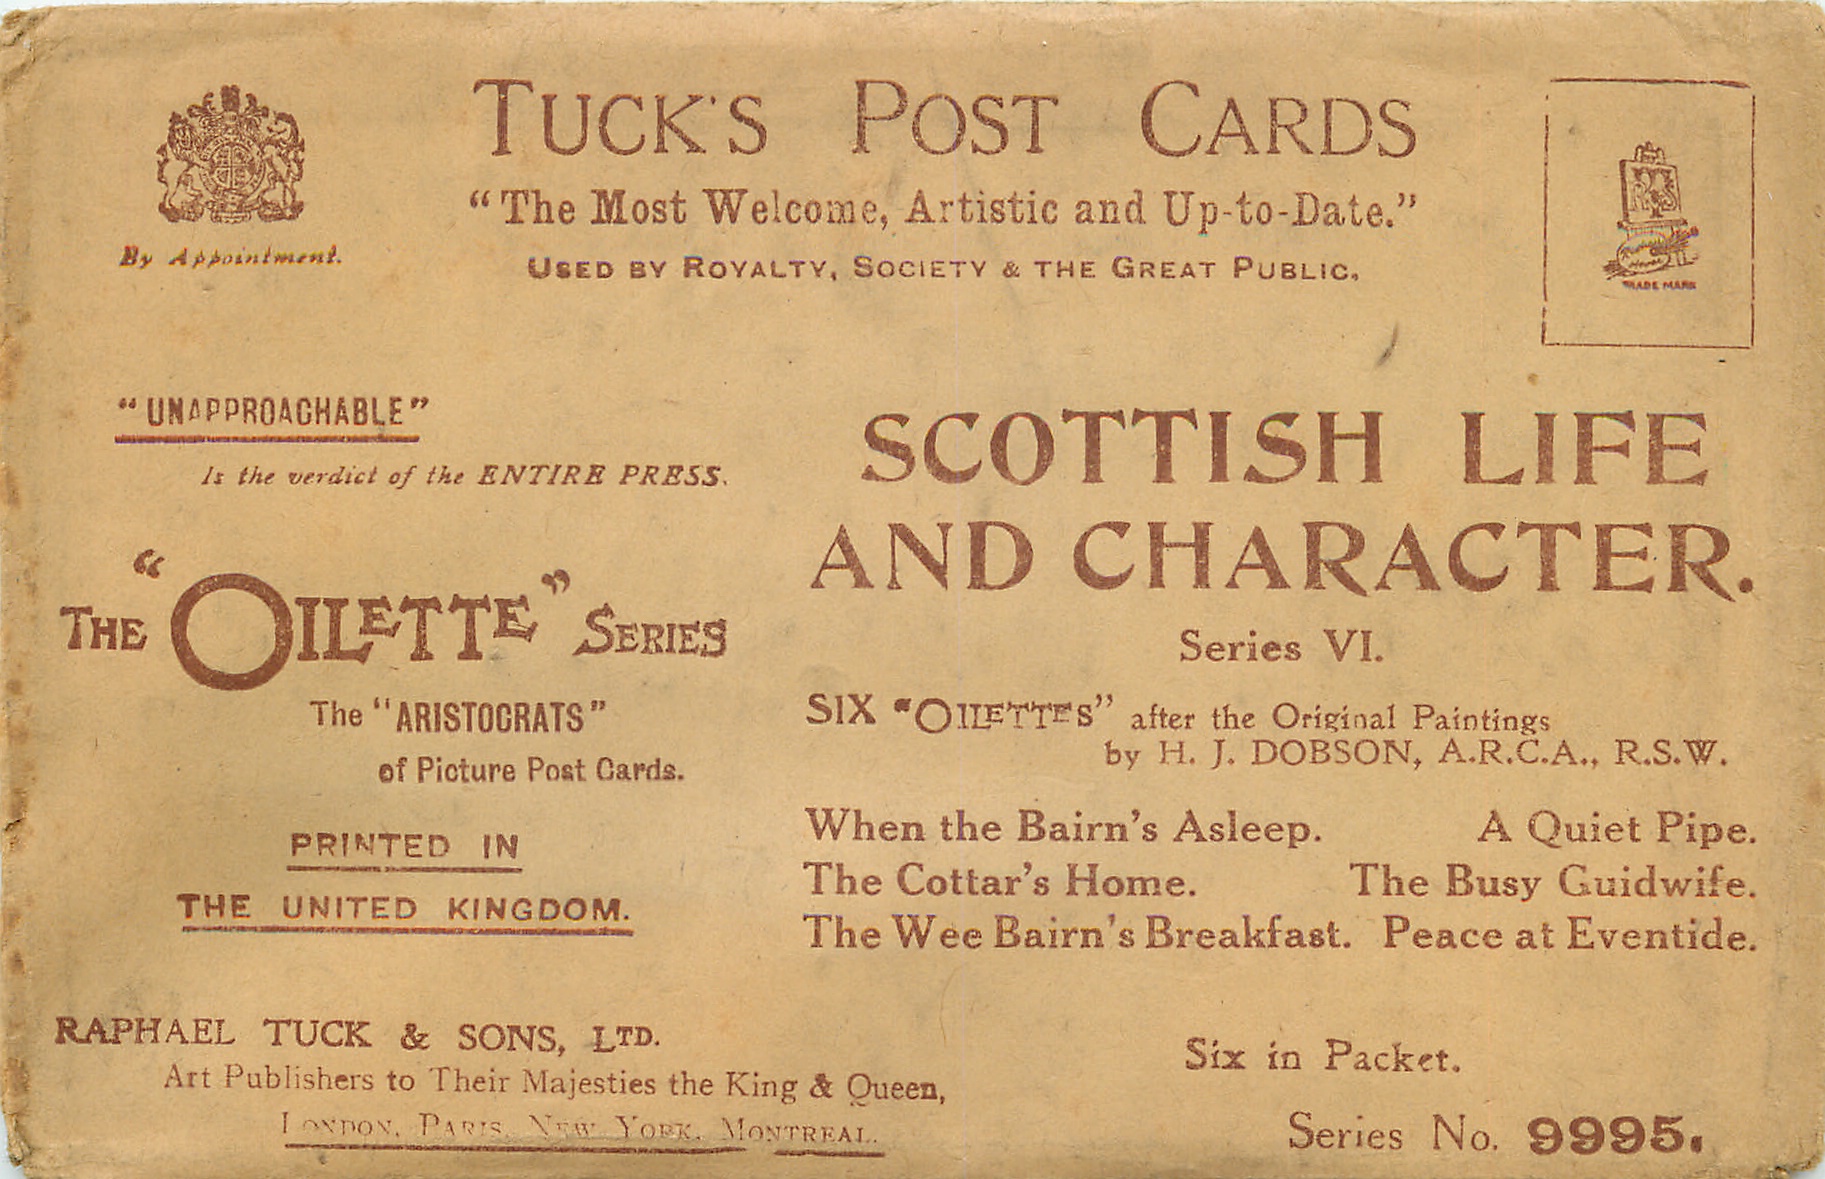 TUCK'S POST CARDS
"The Most Welcome, Artistic and Up-to-Date."
USED BY ROYALTY, SOCIETY & THE GREAT PUBLIC.
By Appointment.
R S
TRADE MARK
"UNAPPROACHABLE"
Is the verdict of the ENTIRE PRESS.
THE "OILETTE" SERIES
The "ARISTOCRATS"
of Picture Post Cards.
PRINTED IN
THE UNITED KINGDOM.
SCOTTISH LIFE
AND CHARACTER.
Series VI.
SIX "OILETTES" after the Original Paintings
by H. J. DOBSON, A.R.C.A., R.S.W.
When the Bairn's Asleep. A Quiet Pipe.
The Cottar's Home. The Busy Guidwife.
The Wee Bairn's Breakfast. Peace at Eventide.
RAPHAEL TUCK & SONS, LTD.
Art Publishers to Their Majesties the King & Queen,
LONDON, PARIS, NEW YORK, MONTREAL.
Six in Packet.
Series No. 9995.